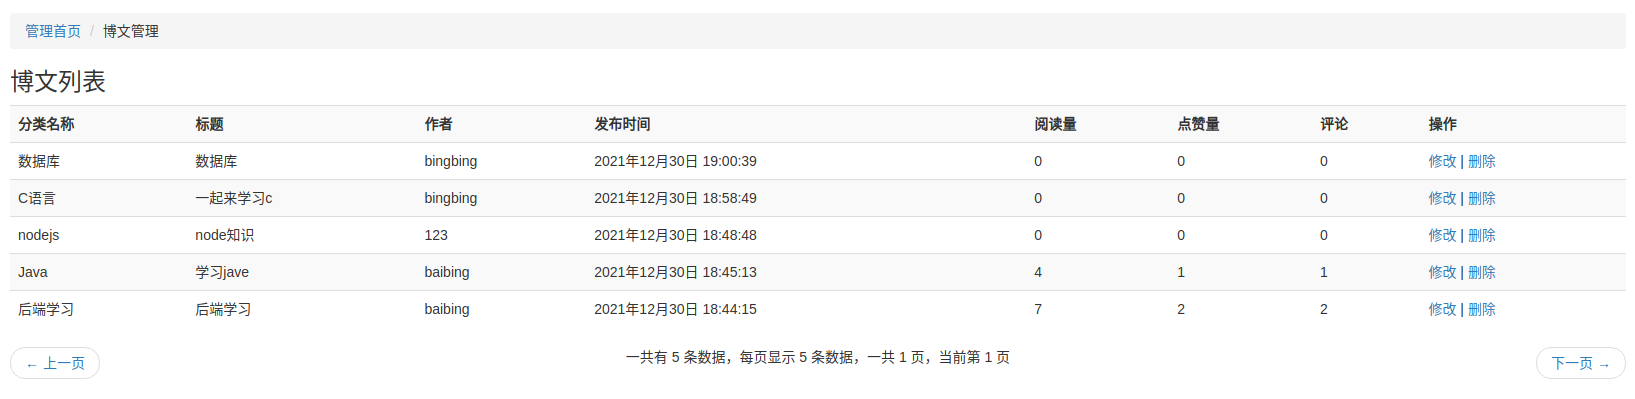 管理首页 / 博文管理
博文列表
分类名称 标题 作者 发布时间 阅读量 点赞量 评论 操作
数据库 数据库 bingbing 2021年12月30日 19:00:39 0 0 0 修改 | 删除
C语言 一起来学习c bingbing 2021年12月30日 18:58:49 0 0 0 修改 | 删除
nodejs node知识 123 2021年12月30日 18:48:48 0 0 0 修改 | 删除
Java 学习jave baibing 2021年12月30日 18:45:13 4 1 1 修改 | 删除
后端学习 后端学习 baibing 2021年12月30日 18:44:15 7 2 2 修改 | 删除
← 上一页 一共有 5 条数据，每页显示 5 条数据，一共 1 页，当前第 1 页 下一页 →